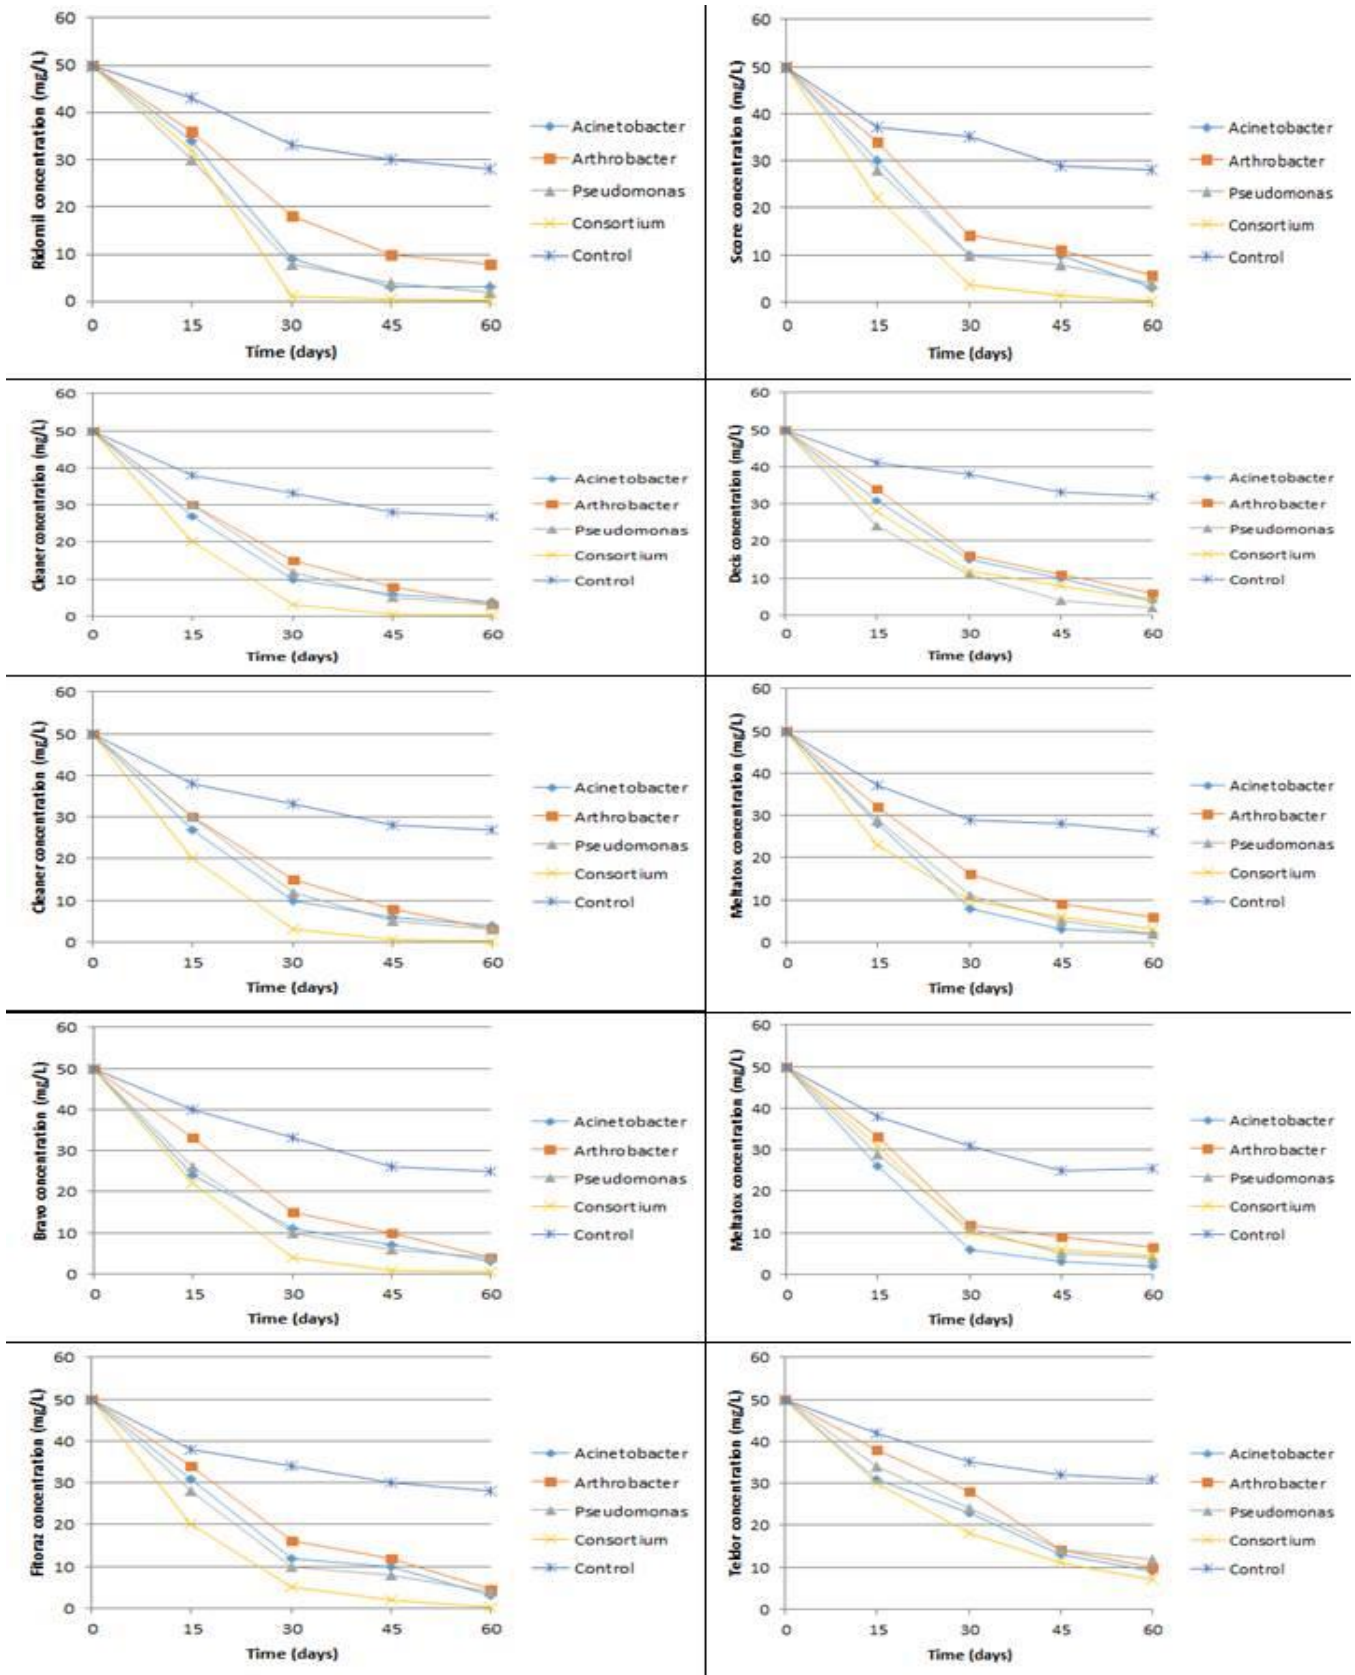 60
50
40
30
20
10
0
Ridomil concentration (mg/L)
0 15 30 45 60
Time (days)
Acinetobacter
Arthrobacter
Pseudomonas
Consortium
Control
60
50
40
30
20
10
0
Score concentration (mg/L)
0 15 30 45 60
Time (days)
Acinetobacter
Arthrobacter
Pseudomonas
Consortium
Control
60
50
40
30
20
10
0
Cleaner concentration (mg/L)
0 15 30 45 60
Time (days)
Acinetobacter
Arthrobacter
Pseudomonas
Consortium
Control
60
50
40
30
20
10
0
Decis concentration (mg/L)
0 15 30 45 60
Time (days)
Acinetobacter
Arthrobacter
Pseudomonas
Consortium
Control
60
50
40
30
20
10
0
Cleaner concentration (mg/L)
0 15 30 45 60
Time (days)
Acinetobacter
Arthrobacter
Pseudomonas
Consortium
Control
60
50
40
30
20
10
0
Meltatox concentration (mg/L)
0 15 30 45 60
Time (days)
Acinetobacter
Arthrobacter
Pseudomonas
Consortium
Control
60
50
40
30
20
10
0
Bravo concentration (mg/L)
0 15 30 45 60
Time (days)
Acinetobacter
Arthrobacter
Pseudomonas
Consortium
Control
60
50
40
30
20
10
0
Meltatox concentration (mg/L)
0 15 30 45 60
Time (days)
Acinetobacter
Arthrobacter
Pseudomonas
Consortium
Control
60
50
40
30
20
10
0
Fitoraz concentration (mg/L)
0 15 30 45 60
Time (days)
Acinetobacter
Arthrobacter
Pseudomonas
Consortium
Control
60
50
40
30
20
10
0
Teldor concentration (mg/L)
0 15 30 45 60
Time (days)
Acinetobacter
Arthrobacter
Pseudomonas
Consortium
Control